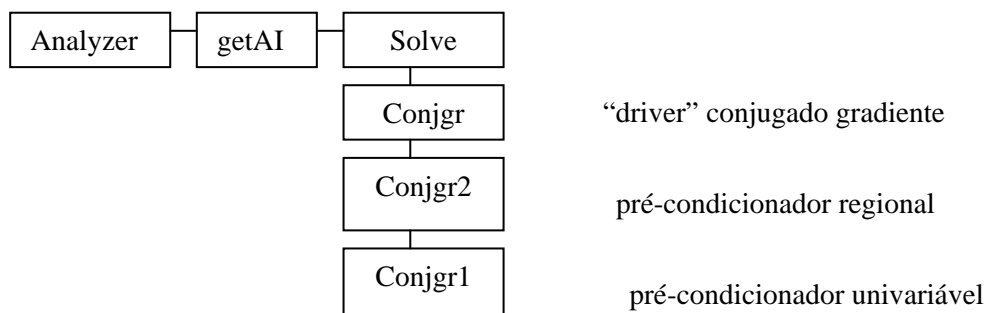 Analyzer getAI Solve
Conjgr “driver” conjugado gradiente
Conjgr2
pré-condicionador regional
Conjgr1
pré-condicionador univariável